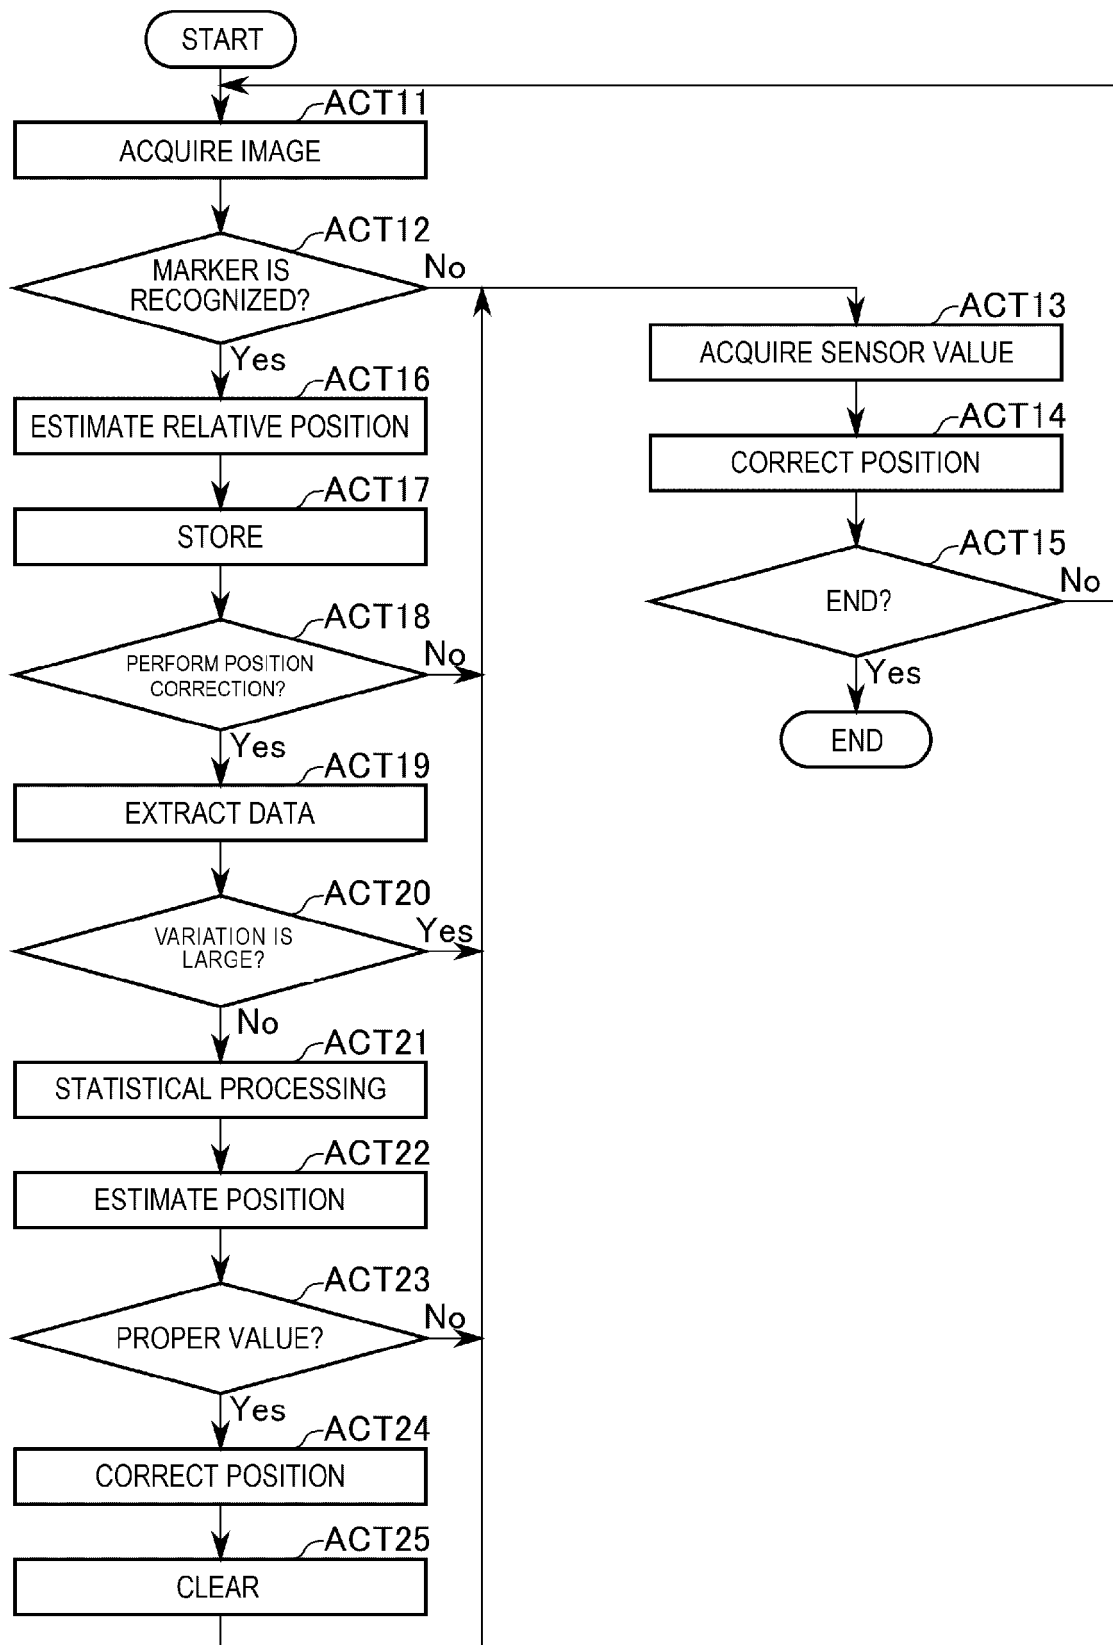 START
ACT11
ACQUIRE IMAGE
ACT12
MARKER IS
RECOGNIZED?
No
Yes
ACT16
ESTIMATE RELATIVE POSITION
ACT17
STORE
ACT18
PERFORM POSITION
CORRECTION?
No
Yes
ACT19
EXTRACT DATA
ACT20
VARIATION IS
LARGE?
Yes
No
ACT21
STATISTICAL PROCESSING
ACT22
ESTIMATE POSITION
ACT23
PROPER VALUE?
No
Yes
ACT24
CORRECT POSITION
ACT25
CLEAR
ACT13
ACQUIRE SENSOR VALUE
ACT14
CORRECT POSITION
ACT15
END?
No
Yes
END